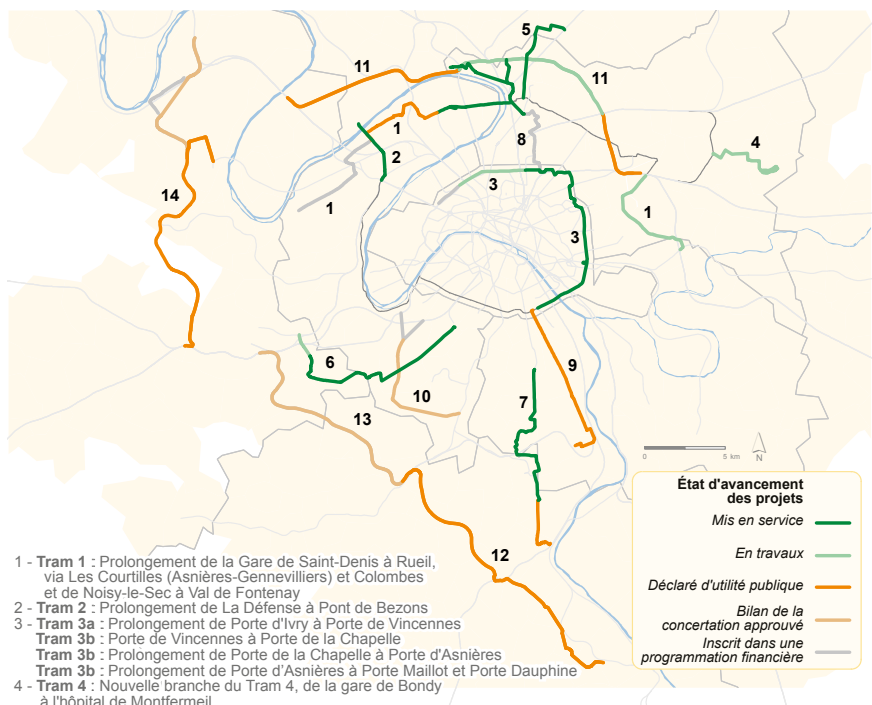 5
11
11
1
8
4
2
3
14
1
1
3
9
6
10
7
13
12
0 5 km
N
État d'avancement
des projets
Mis en service
En travaux
Déclaré d'utilité publique
Bilan de la
concertation approuvé
Inscrit dans une
programmation financière
1 - Tram 1 : Prolongement de la Gare de Saint-Denis à Rueil,
via Les Courtilles (Asnières-Gennevilliers) et Colombes
et de Noisy-le-Sec à Val de Fontenay
2 - Tram 2 : Prolongement de La Défense à Pont de Bezons
3 - Tram 3a : Prolongement de Porte d'Ivry à Porte de Vincennes
Tram 3b : Porte de Vincennes à Porte de la Chapelle
Tram 3b : Prolongement de Porte de la Chapelle à Porte d'Asnières
Tram 3b : Prolongement de Porte d'Asnières à Porte Maillot et Porte Dauphine
4 - Tram 4 : Nouvelle branche du Tram 4, de la gare de Bondy
à l'hôpital de Montfermeil